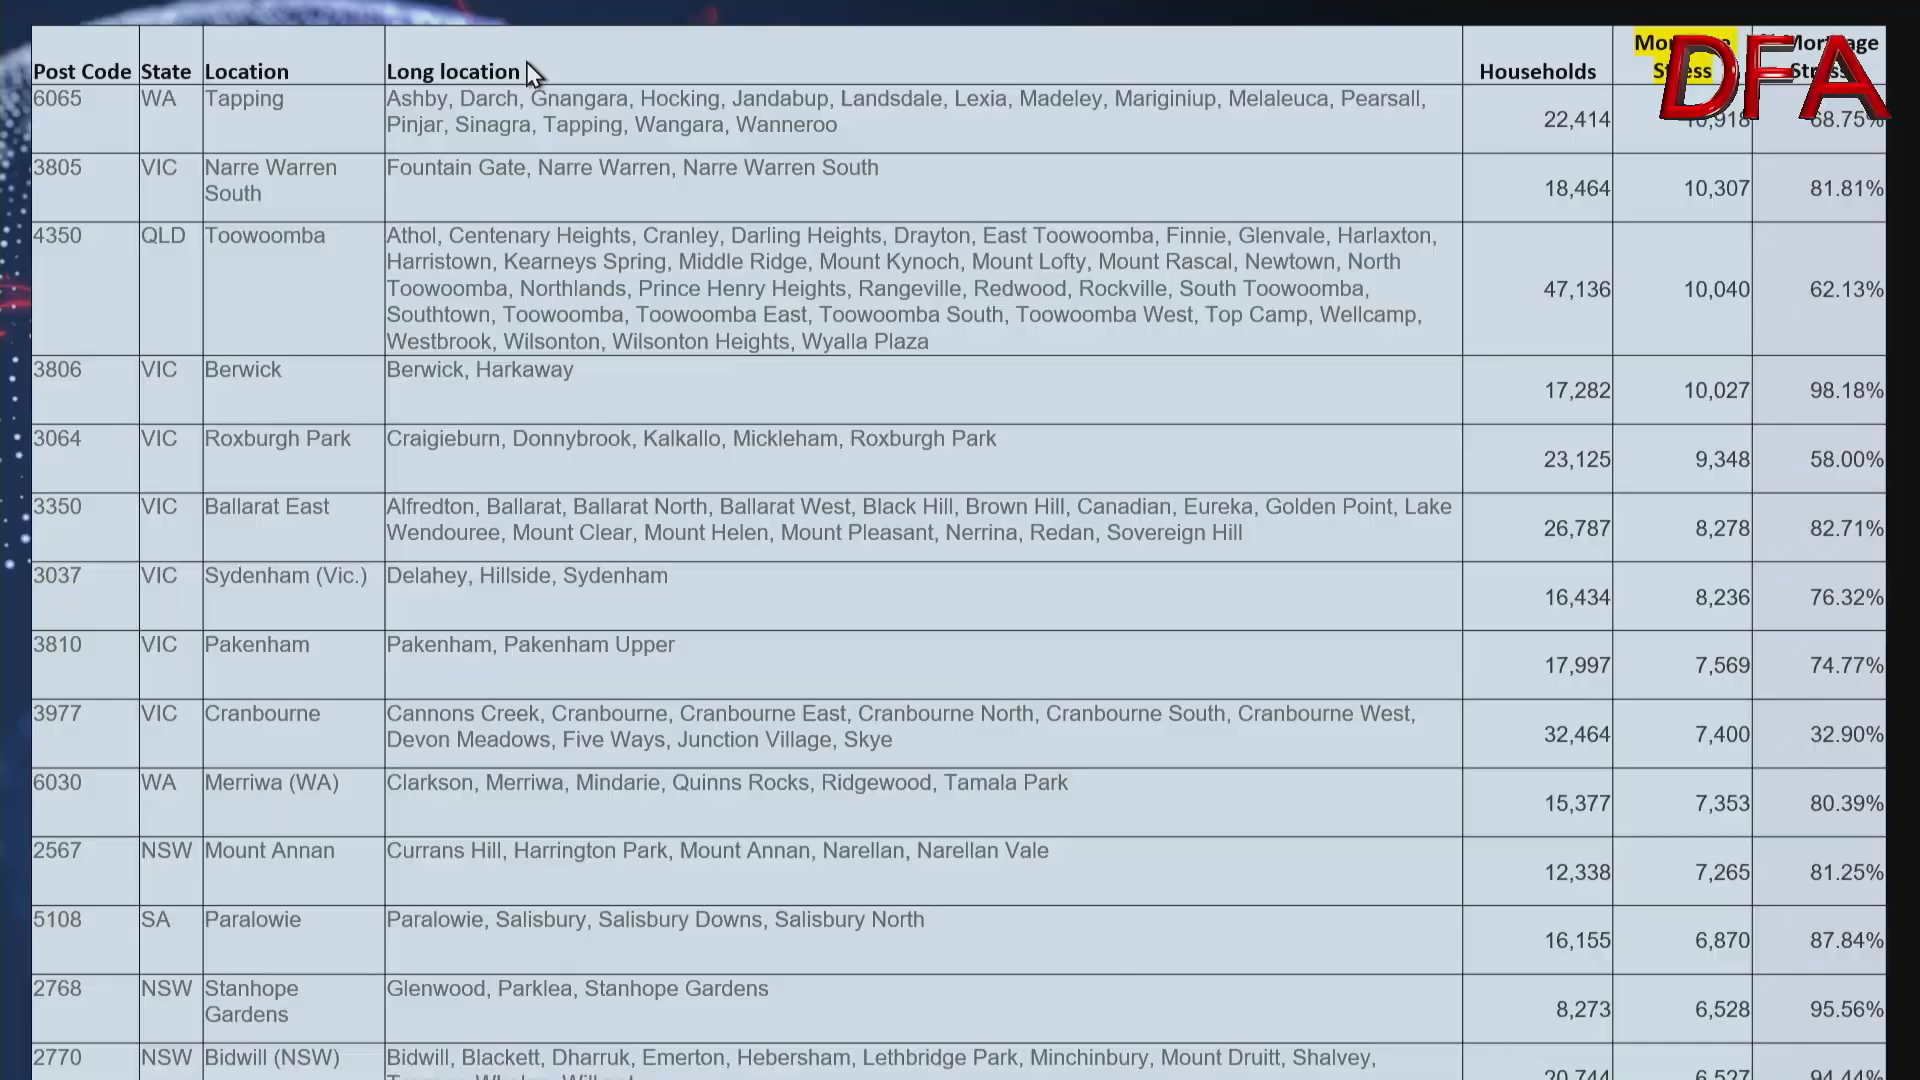 Post Code State Location Long location Households Mortgage Stress % Mortgage Stress
DFA
6065 WA Tapping Ashby, Darch, Gnangara, Hocking, Jandabup, Landsdale, Lexia, Madeley, Mariginiup, Melaleuca, Pearsall,
Pinjar, Sinagra, Tapping, Wangara, Wanneroo 22,414 10,918 68.75%
3805 VIC Narre Warren South Fountain Gate, Narre Warren, Narre Warren South 18,464 10,307 81.81%
4350 QLD Toowoomba Athol, Centenary Heights, Cranley, Darling Heights, Drayton, East Toowoomba, Finnie, Glenvale, Harlaxton,
Harristown, Kearneys Spring, Middle Ridge, Mount Kynoch, Mount Lofty, Mount Rascal, Newtown, North
Toowoomba, Northlands, Prince Henry Heights, Rangeville, Redwood, Rockville, South Toowoomba, 47,136 10,040 62.13%
Southtown, Toowoomba, Toowoomba East, Toowoomba South, Toowoomba West, Top Camp, Wellcamp,
Westbrook, Wilsonton, Wilsonton Heights, Wyalla Plaza
3806 VIC Berwick Berwick, Harkaway 17,282 10,027 98.18%
3064 VIC Roxburgh Park Craigieburn, Donnybrook, Kalkallo, Mickleham, Roxburgh Park 23,125 9,348 58.00%
3350 VIC Ballarat East Alfredton, Ballarat, Ballarat North, Ballarat West, Black Hill, Brown Hill, Canadian, Eureka, Golden Point, Lake
Wendouree, Mount Clear, Mount Helen, Mount Pleasant, Nerrina, Redan, Sovereign Hill 26,787 8,278 82.71%
3037 VIC Sydenham (Vic.) Delahey, Hillside, Sydenham 16,434 8,236 76.32%
3810 VIC Pakenham Pakenham, Pakenham Upper 17,997 7,569 74.77%
3977 VIC Cranbourne Cannons Creek, Cranbourne, Cranbourne East, Cranbourne North, Cranbourne South, Cranbourne West,
Devon Meadows, Five Ways, Junction Village, Skye 32,464 7,400 32.90%
6030 WA Merriwa (WA) Clarkson, Merriwa, Mindarie, Quinns Rocks, Ridgewood, Tamala Park 15,377 7,353 80.39%
2567 NSW Mount Annan Currans Hill, Harrington Park, Mount Annan, Narellan, Narellan Vale 12,338 7,265 81.25%
5108 SA Paralowie Paralowie, Salisbury, Salisbury Downs, Salisbury North 16,155 6,870 87.84%
2768 NSW Stanhope Gardens Glenwood, Parklea, Stanhope Gardens 8,273 6,528 95.56%
2770 NSW Bidwill (NSW) Bidwill, Blackett, Dharruk, Emerton, Hebersham, Lethbridge Park, Minchinbury, Mount Druitt, Shalvey,
20,744 6,527 94.44%